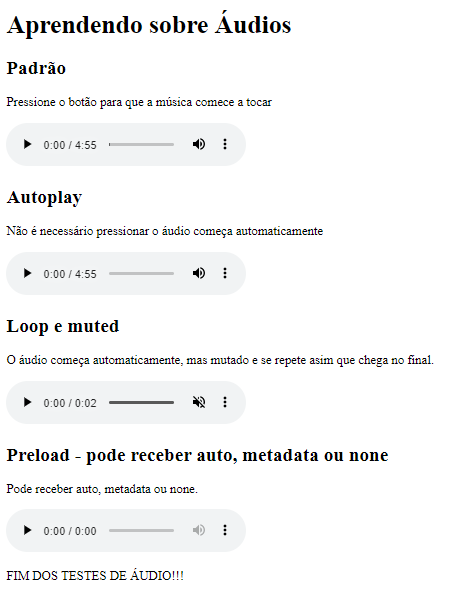 Aprendendo sobre Áudios
Padrão
Pressione o botão para que a música comece a tocar
0:00 / 4:55
Autoplay
Não é necessário pressionar o áudio começa automaticamente
0:00 / 4:55
Loop e muted
O áudio começa automaticamente, mas mutado e se repete asim que chega no final.
0:00 / 0:02
Preload - pode receber auto, metadata ou none
Pode receber auto, metadata ou none.
0:00 / 0:00
FIM DOS TESTES DE ÁUDIO!!!